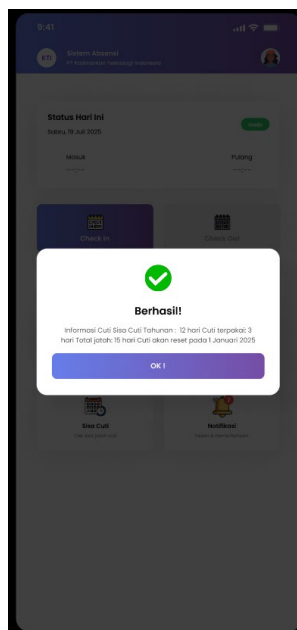 9:41
KTI
Sistem Absensi
PT Kalimantan Teknologi Indonesia
Status Hari Ini
Sabtu, 19 Juli 2025
Masuk
Pulang
--:--
--:--
Check In
Check Out
Berhasil!
Informasi Cuti Sisa Cuti Tahunan : 12 hari Cuti terpakai: 3
hari Total jatah: 15 hari Cuti akan reset pada 1 Januari 2025
OK !
Sisa Cuti
Notifikasi